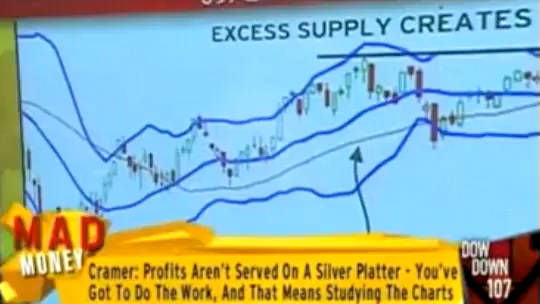 EXCESS SUPPLY CREATES
MAD
MONEY
Cramer: Profits Aren't Served On A Silver Platter - You've
Got To Do The Work, And That Means Studying The Charts
DOW
DOWN
107